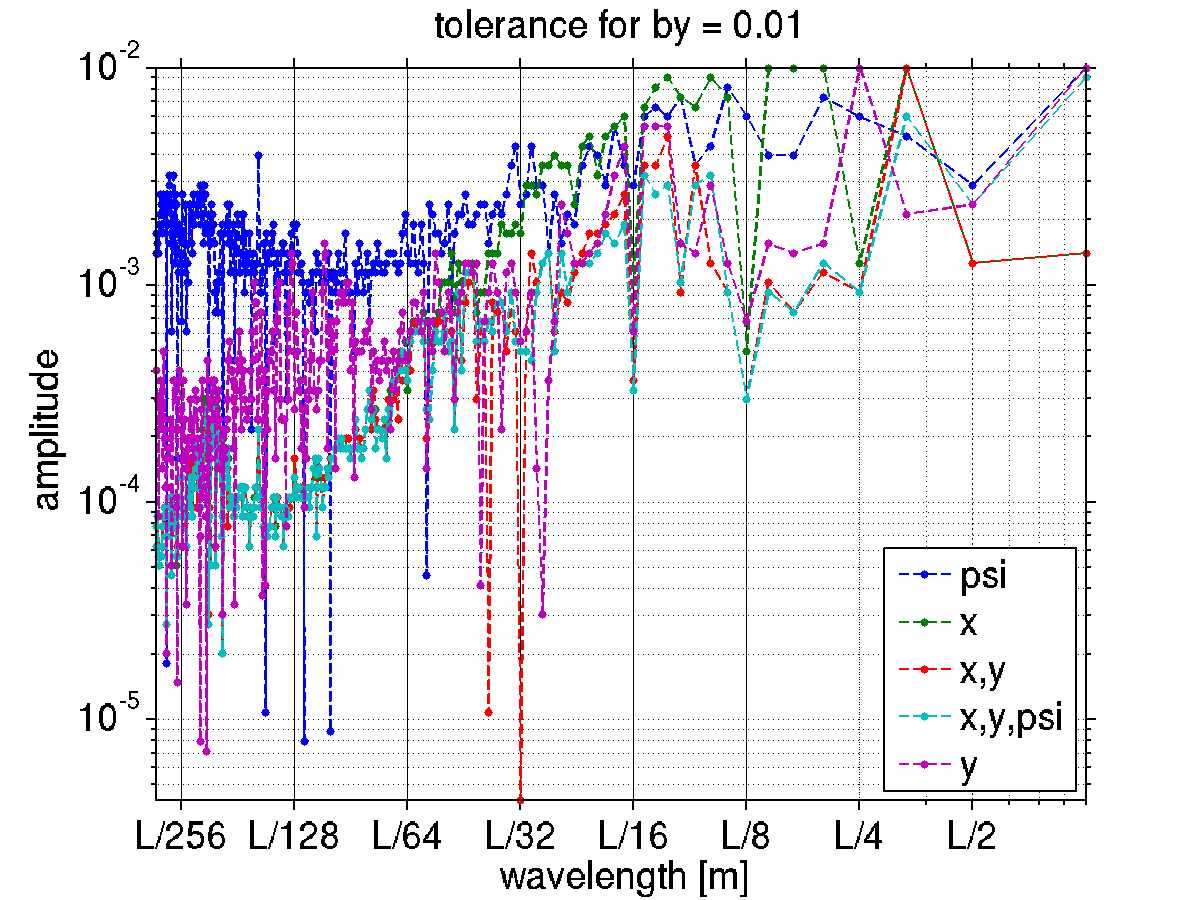 tolerance for by = 0.01
10^-2
10^-3
10^-4
10^-5
amplitude
psi
x
x,y
x,y,psi
y
L/256 L/128 L/64 L/32 L/16 L/8 L/4 L/2
wavelength [m]